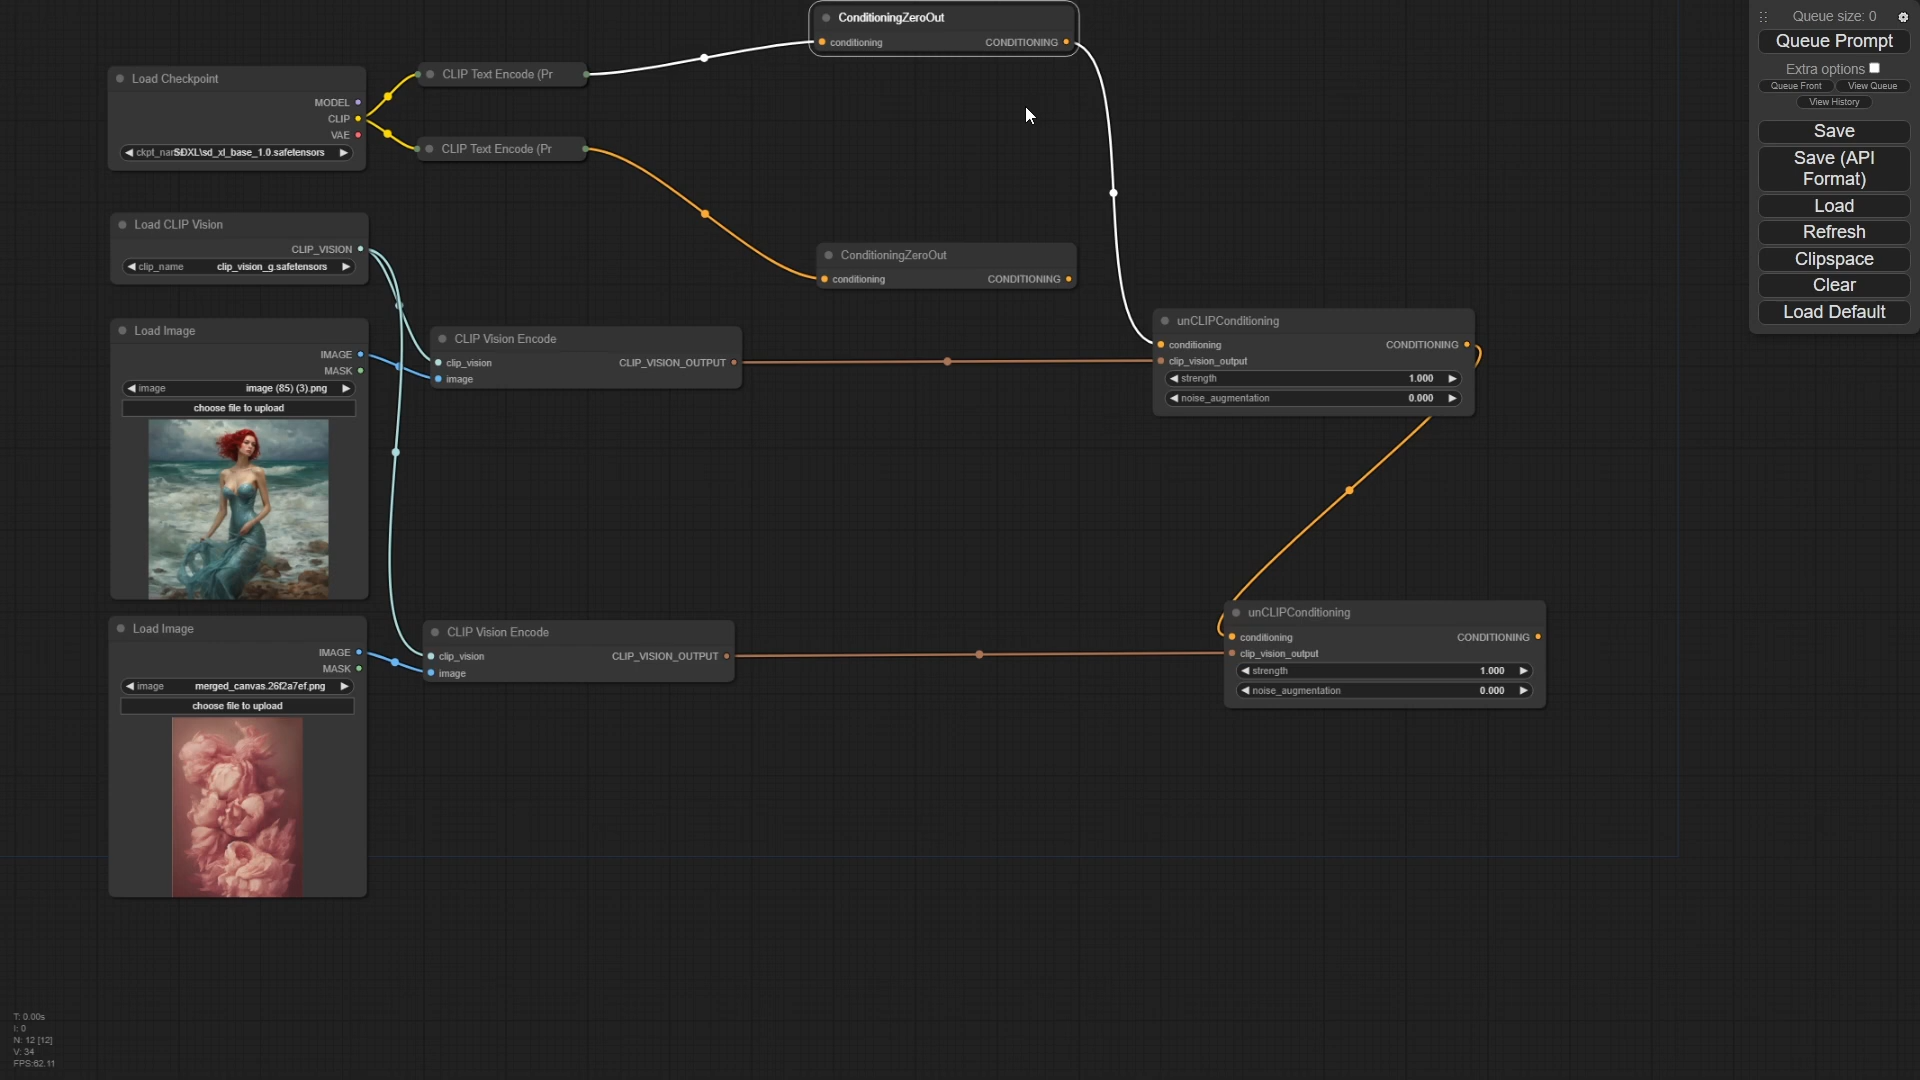 ConditioningZeroOut
conditioning CONDITIONING
Load Checkpoint
MODEL
CLIP
VAE
SDXL\sd_xl_base_1.0.safetensors
CLIP Text Encode (Pr
CLIP Text Encode (Pr
Load CLIP Vision
CLIP_VISION
clip_name clip_vision_g.safetensors
ConditioningZeroOut
conditioning CONDITIONING
Load Image
IMAGE
MASK
image image (85) (3).png
choose file to upload
CLIP Vision Encode
clip_vision CLIP_VISION_OUTPUT
image
unCLIPConditioning
conditioning CONDITIONING
clip_vision_output
strength 1.000
noise_augmentation 0.000
Load Image
IMAGE
MASK
image merged_canvas.26f2a7ef.png
choose file to upload
CLIP Vision Encode
clip_vision CLIP_VISION_OUTPUT
image
unCLIPConditioning
conditioning CONDITIONING
clip_vision_output
strength 1.000
noise_augmentation 0.000
Queue size: 0
Queue Prompt
Extra options
Queue Front View Queue
View History
Save
Save (API
Format)
Load
Refresh
Clipspace
Clear
Load Default
T: 0.00s
I: 0
N: 12 [12]
V: 34
FPS:62.11